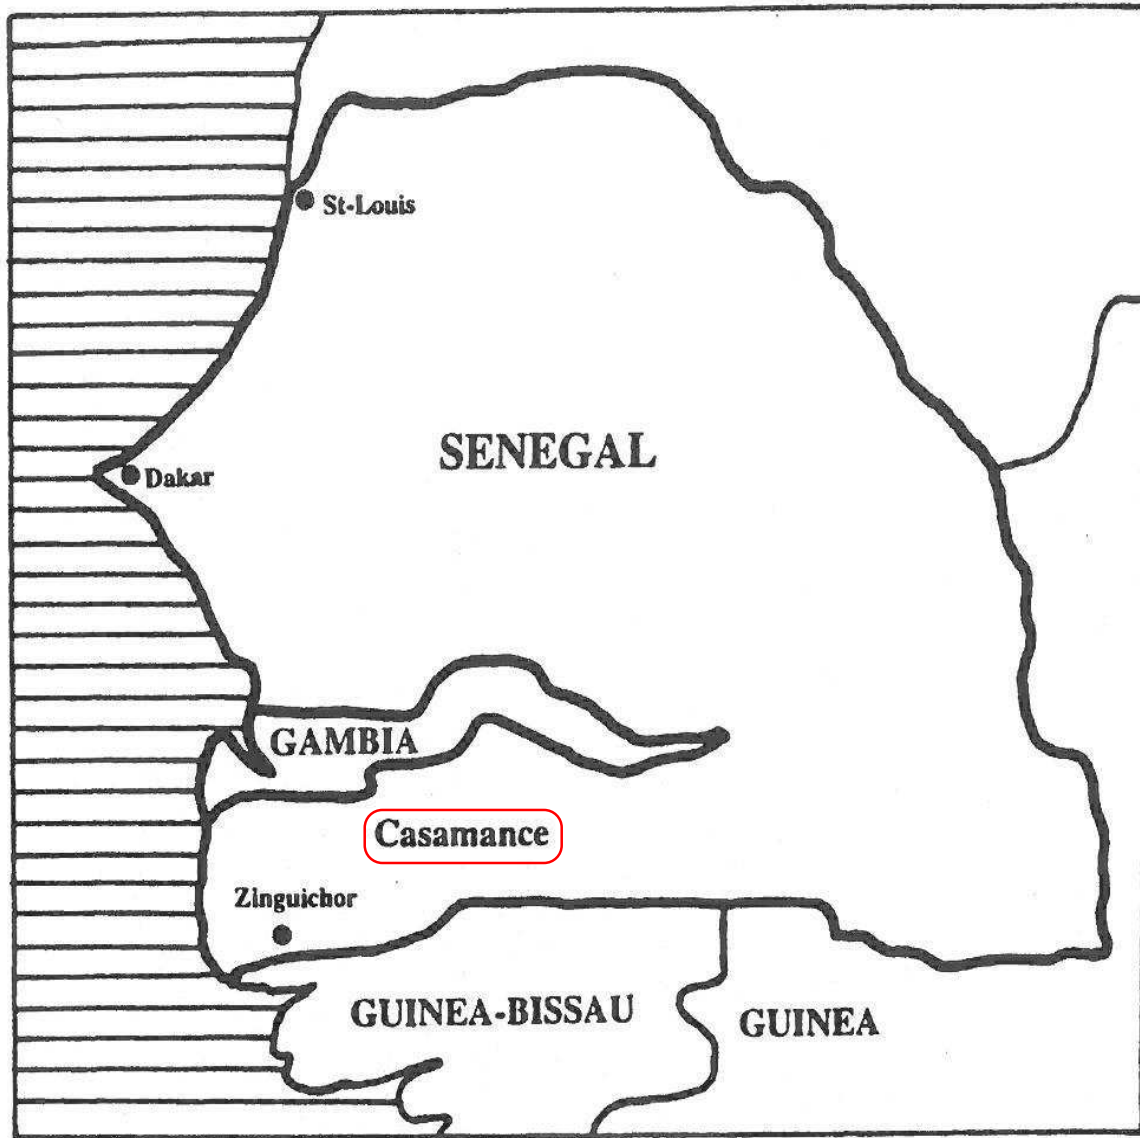 St-Louis
SENEGAL
Dakar
GAMBIA
Casamance
Zinguichor
GUINEA-BISSAU
GUINEA